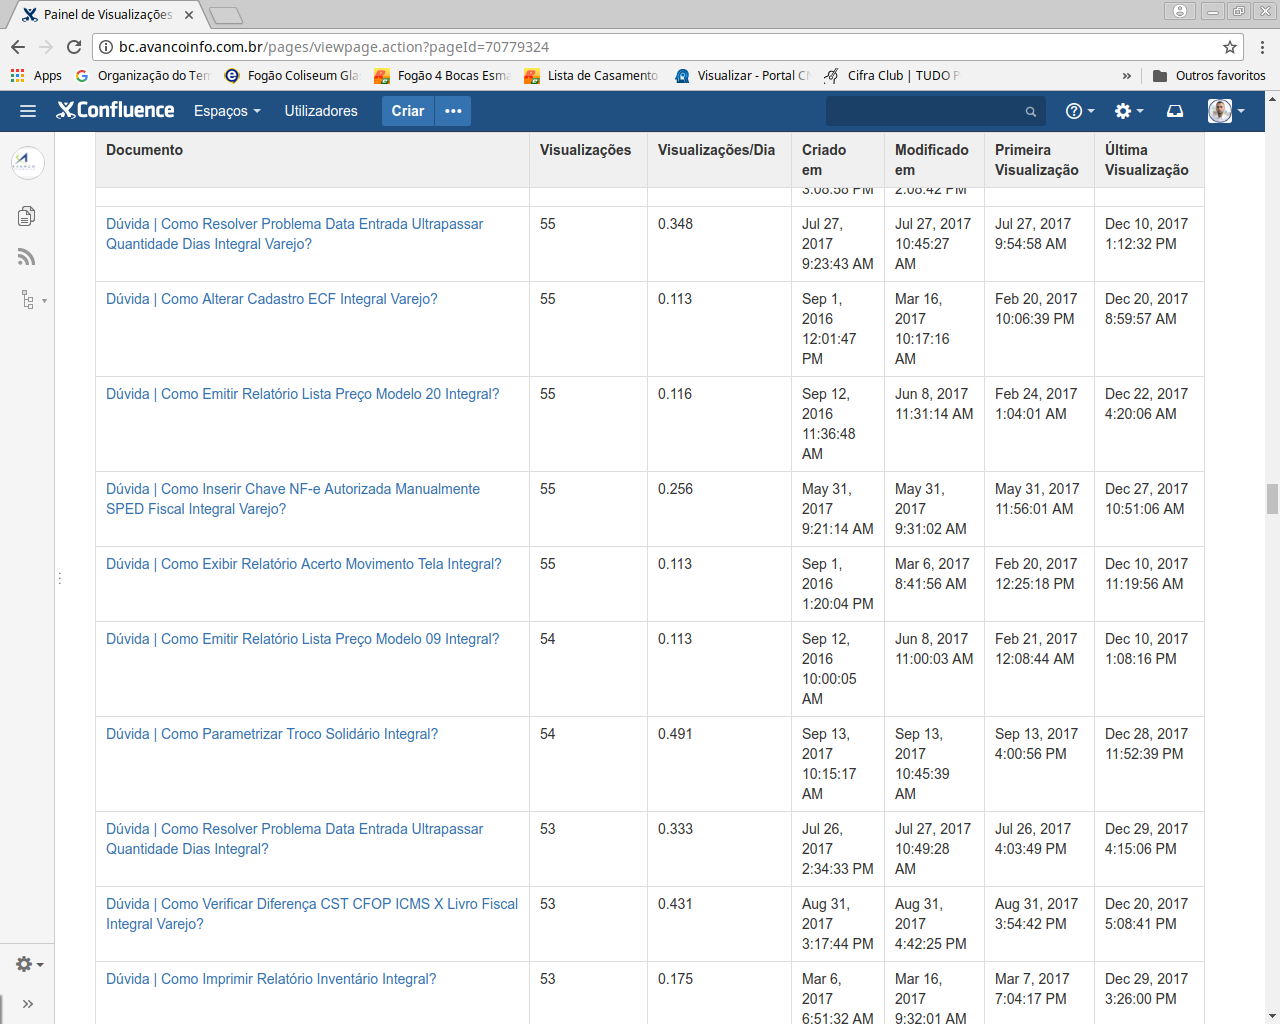 Painel de Visualizações
bc.avancoinfo.com.br/pages/viewpage.action?pageId=70779324
Apps Organização do Ter Fogão Coliseum Gla Fogão 4 Bocas Esma Lista de Casamento Visualizar - Portal C Cifra Club | TUDO P » Outros favoritos
Confluence Espaços Utilizadores Criar •••
Documento Visualizações Visualizações/Dia Criado em Modificado em Primeira Visualização Última Visualização
3:08:58 PM 2:08:42 PM
Dúvida | Como Resolver Problema Data Entrada Ultrapassar 55 0.348 Jul 27, Jul 27, 2017 Jul 27, 2017 Dec 10, 2017
Quantidade Dias Integral Varejo? 2017 10:45:27 9:54:58 AM 1:12:32 PM
9:23:43 AM AM
Dúvida | Como Alterar Cadastro ECF Integral Varejo? 55 0.113 Sep 1, Mar 16, Feb 20, 2017 Dec 20, 2017
2016 2017 10:06:39 PM 8:59:57 AM
12:01:47 10:17:16
PM AM
Dúvida | Como Emitir Relatório Lista Preço Modelo 20 Integral? 55 0.116 Sep 12, Jun 8, 2017 Feb 24, 2017 Dec 22, 2017
2016 11:31:14 AM 1:04:01 AM 4:20:06 AM
11:36:48
AM
Dúvida | Como Inserir Chave NF-e Autorizada Manualmente 55 0.256 May 31, May 31, May 31, 2017 Dec 27, 2017
SPED Fiscal Integral Varejo? 2017 2017 11:56:01 AM 10:51:06 AM
9:21:14 AM 9:31:02 AM
Dúvida | Como Exibir Relatório Acerto Movimento Tela Integral? 55 0.113 Sep 1, Mar 6, 2017 Feb 20, 2017 Dec 10, 2017
2016 8:41:56 AM 12:25:18 PM 11:19:56 AM
1:20:04 PM
Dúvida | Como Emitir Relatório Lista Preço Modelo 09 Integral? 54 0.113 Sep 12, Jun 8, 2017 Feb 21, 2017 Dec 10, 2017
2016 11:00:03 AM 12:08:44 AM 1:08:16 PM
10:00:05
AM
Dúvida | Como Parametrizar Troco Solidário Integral? 54 0.491 Sep 13, Sep 13, Sep 13, 2017 Dec 28, 2017
2017 2017 4:00:56 PM 11:52:39 PM
10:15:17 10:45:39
AM AM
Dúvida | Como Resolver Problema Data Entrada Ultrapassar 53 0.333 Jul 26, Jul 27, 2017 Jul 26, 2017 Dec 29, 2017
Quantidade Dias Integral? 2017 10:49:28 4:03:49 PM 4:15:06 PM
2:34:33 PM AM
Dúvida | Como Verificar Diferença CST CFOP ICMS X Livro Fiscal 53 0.431 Aug 31, Aug 31, Aug 31, 2017 Dec 20, 2017
Integral Varejo? 2017 2017 3:54:42 PM 5:08:41 PM
3:17:44 PM 4:42:25 PM
Dúvida | Como Imprimir Relatório Inventário Integral? 53 0.175 Mar 6, Mar 16, Mar 7, 2017 Dec 29, 2017
2017 2017 7:04:17 PM 3:26:00 PM
6:51:32 AM 9:32:01 AM